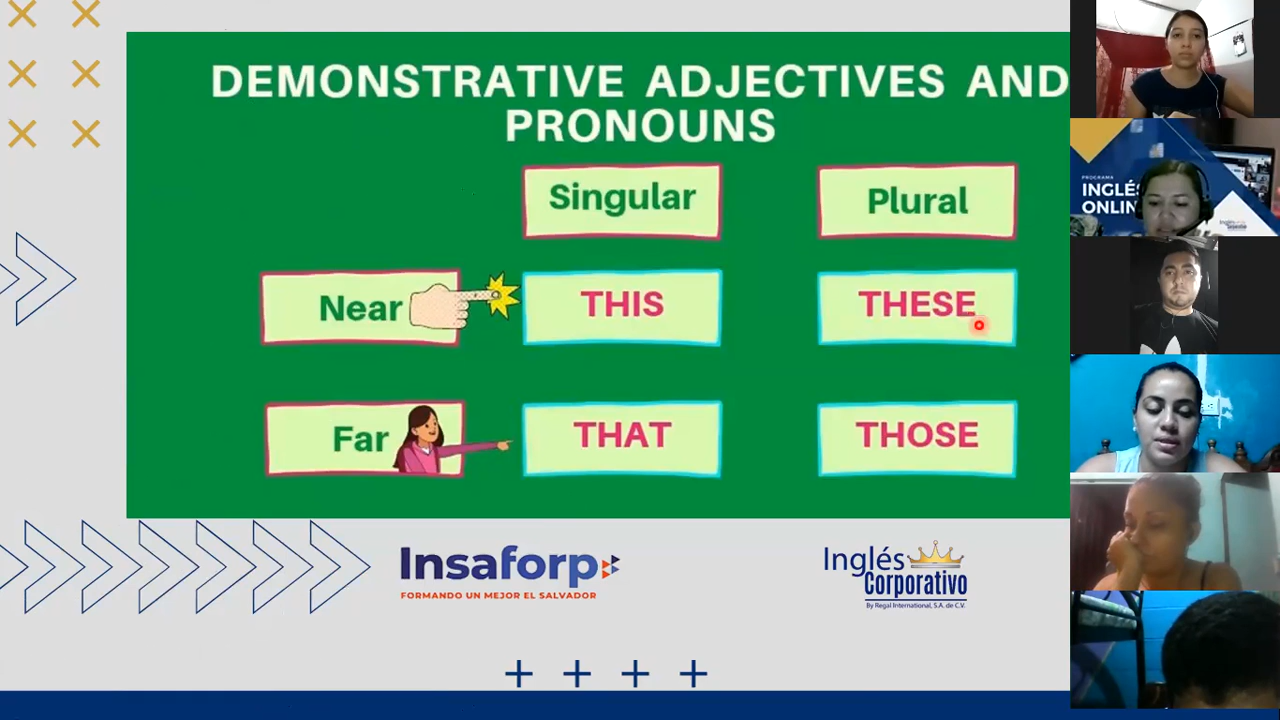 DEMONSTRATIVE ADJECTIVES AND
PRONOUNS
Singular
Plural
Near
THIS
THESE
Far
THAT
THOSE
Insaforp
FORMANDO UN MEJOR EL SALVADOR
Inglés
Corporativo
By Regal International, S.A. de C.V.
PROGRAMA
INGLÉS
ONLIN